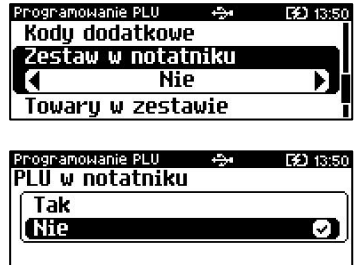 Programowanie PLU 13:50
Kody dodatkowe
Zestaw w notatniku
Nie
Towary w zestawie
Programowanie PLU 13:50
PLU w notatniku
Tak
Nie